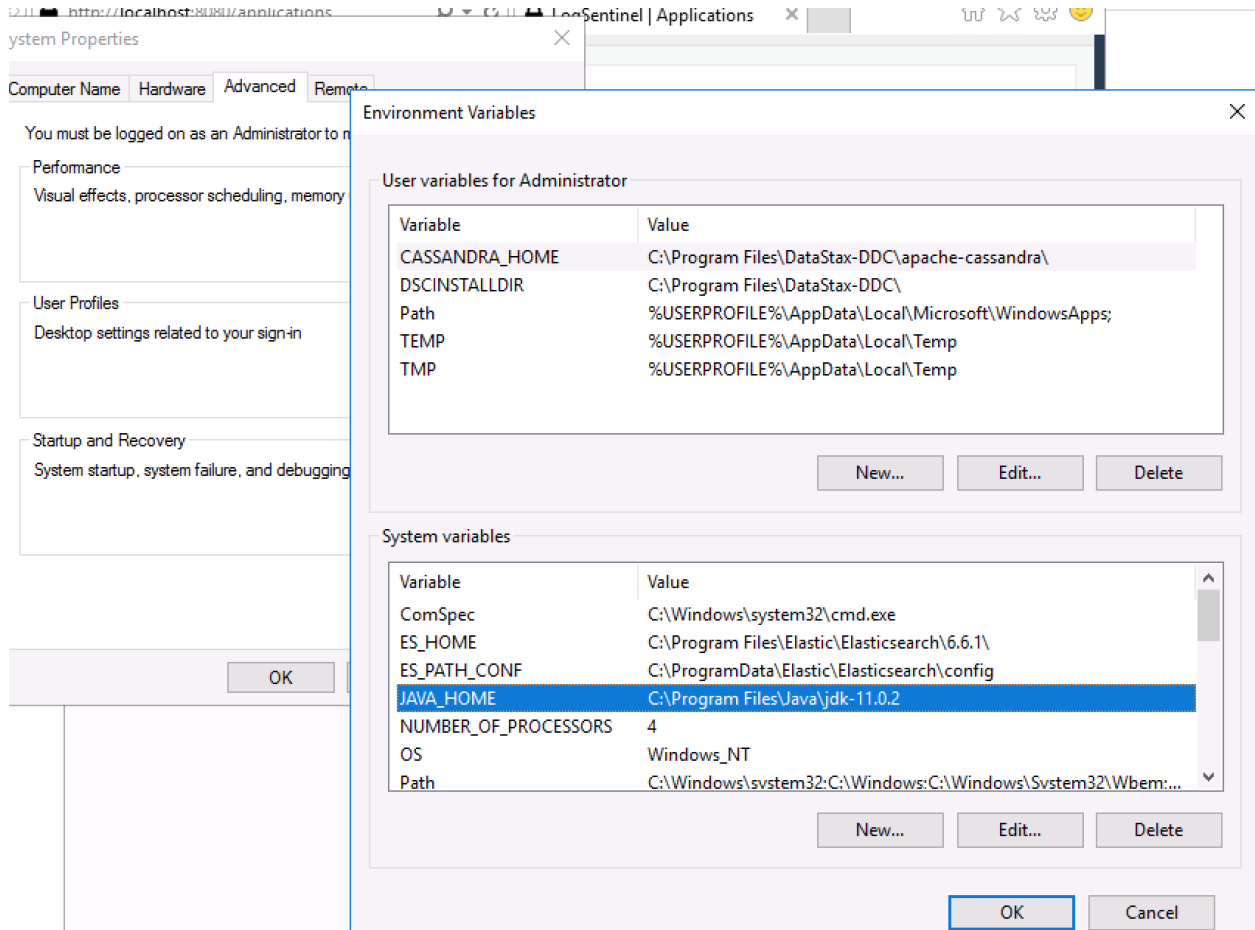 http://localhost:8080/applications
LogSentinel | Applications
ystem Properties
Computer Name Hardware Advanced Remote
You must be logged on as an Administrator to m
Performance
Visual effects, processor scheduling, memory
User Profiles
Desktop settings related to your sign-in
Startup and Recovery
System startup, system failure, and debugging
OK
Environment Variables
User variables for Administrator
Variable Value
CASSANDRA_HOME C:\Program Files\DataStax-DDC\apache-cassandra\
DSCINSTALLDIR C:\Program Files\DataStax-DDC\
Path %USERPROFILE%\AppData\Local\Microsoft\WindowsApps;
TEMP %USERPROFILE%\AppData\Local\Temp
TMP %USERPROFILE%\AppData\Local\Temp
New... Edit... Delete
System variables
Variable Value
ComSpec C:\Windows\system32\cmd.exe
ES_HOME C:\Program Files\Elastic\Elasticsearch\6.6.1\
ES_PATH_CONF C:\ProgramData\Elastic\Elasticsearch\config
JAVA_HOME C:\Program Files\Java\jdk-11.0.2
NUMBER_OF_PROCESSORS 4
OS Windows_NT
Path C:\Windows\system32;C:\Windows;C:\Windows\System32\Wbem;...
New... Edit... Delete
OK Cancel